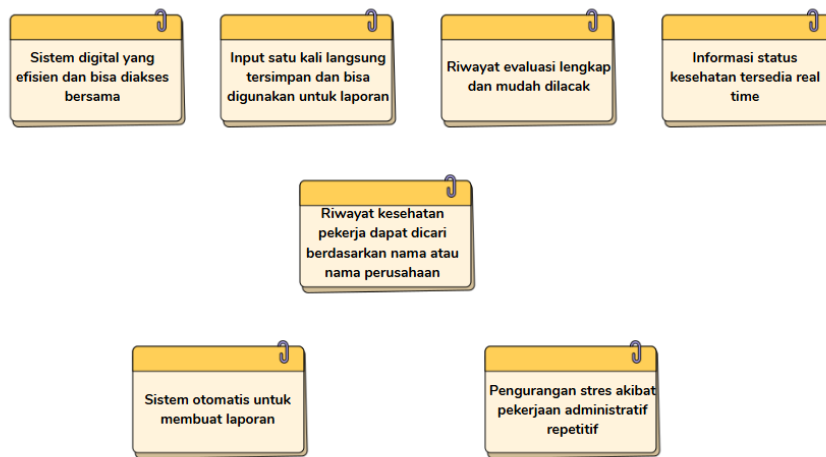 Sistem digital yang
efisien dan bisa diakses
bersama
Input satu kali langsung
tersimpan dan bisa
digunakan untuk laporan
Riwayat evaluasi lengkap
dan mudah dilacak
Informasi status
kesehatan tersedia real
time
Riwayat kesehatan
pekerja dapat dicari
berdasarkan nama atau
nama perusahaan
Sistem otomatis untuk
membuat laporan
Pengurangan stres akibat
pekerjaan administratif
repetitif